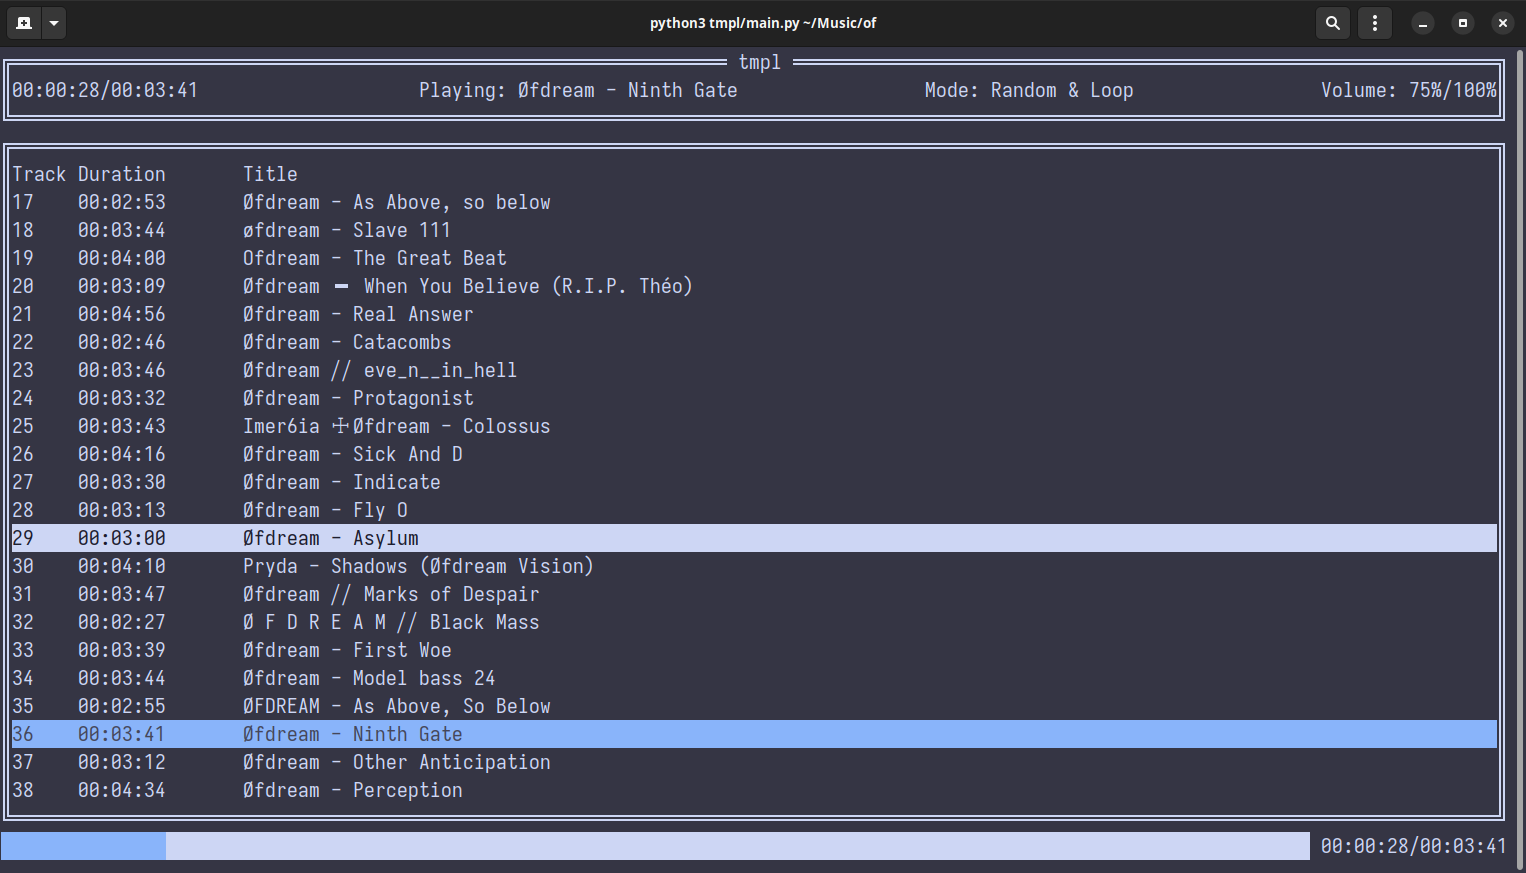 python3 tmpl/main.py ~/Music/of
tmpl
00:00:28/00:03:41 Playing: Øfdream - Ninth Gate Mode: Random & Loop Volume: 75%/100%
Track Duration Title
17 00:02:53 Øfdream - As Above, so below
18 00:03:44 øfdream - Slave 111
19 00:04:00 Ofdream - The Great Beat
20 00:03:09 Øfdream ━ When You Believe (R.I.P. Théo)
21 00:04:56 Øfdream - Real Answer
22 00:02:46 Øfdream - Catacombs
23 00:03:46 Øfdream // eve_n__in_hell
24 00:03:32 Øfdream - Protagonist
25 00:03:43 Imer6ia ☩Øfdream - Colossus
26 00:04:16 Øfdream - Sick And D
27 00:03:30 Øfdream - Indicate
28 00:03:13 Øfdream - Fly O
29 00:03:00 Øfdream - Asylum
30 00:04:10 Pryda - Shadows (Øfdream Vision)
31 00:03:47 Øfdream // Marks of Despair
32 00:02:27 Ø F D R E A M // Black Mass
33 00:03:39 Øfdream - First Woe
34 00:03:44 Øfdream - Model bass 24
35 00:02:55 ØFDREAM - As Above, So Below
36 00:03:41 Øfdream - Ninth Gate
37 00:03:12 Øfdream - Other Anticipation
38 00:04:34 Øfdream - Perception
00:00:28/00:03:41